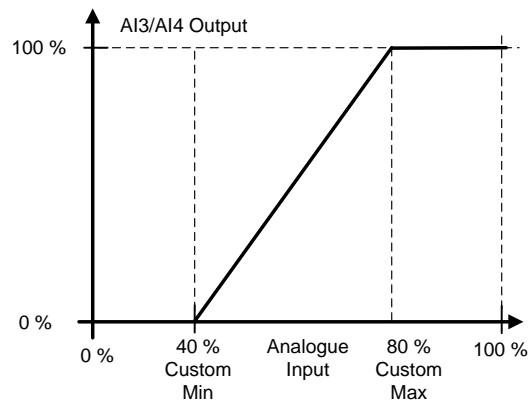 AI3/AI4 Output
100 %
0 %
0 %
40 %
Custom
Min
Analogue
Input
80 %
Custom
Max
100 %